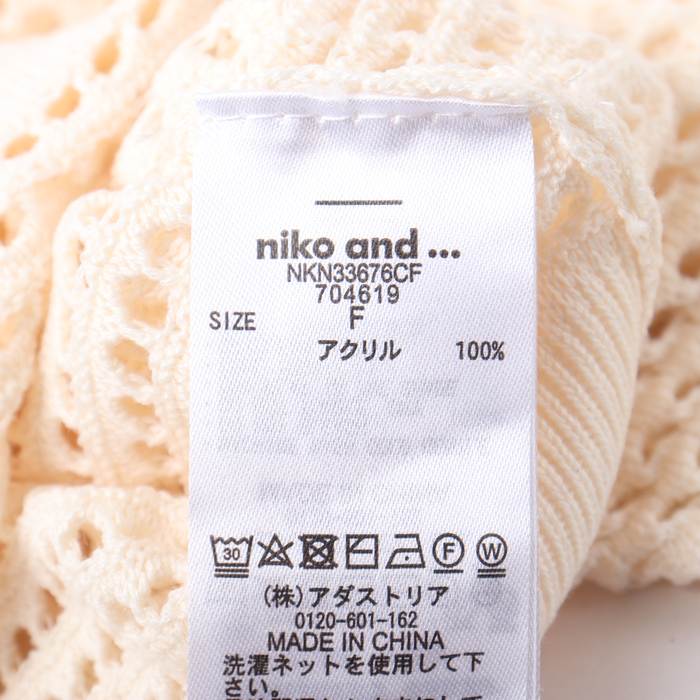 niko and ...
NKN33676CF
704619
SIZE F
アクリル 100%
30 F W
(株)アダストリア
0120-601-162
MADE IN CHINA
洗濯ネットを使用して下
さい。